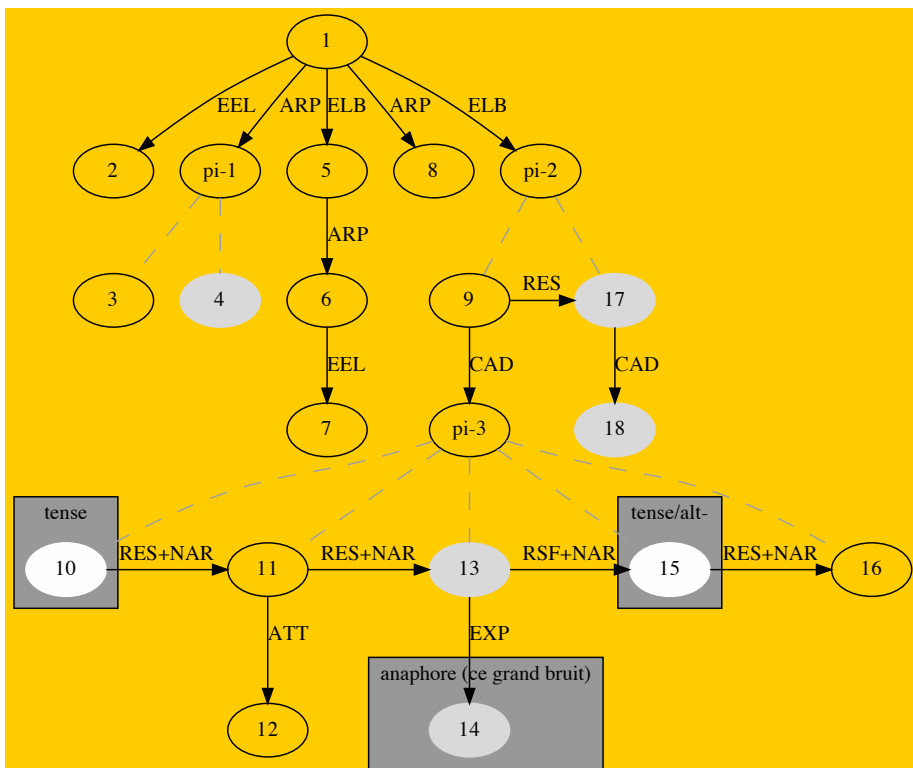 1
EEL ARP ELB ARP ELB
2 pi-1 5 8 pi-2
ARP
3 4 6 9 RES 17
EEL CAD CAD
7 pi-3 18
tense tense/alt-
10 RES+NAR 11 RES+NAR 13 RSF+NAR 15 RES+NAR 16
ATT EXP
anaphore (ce grand bruit)
12 14